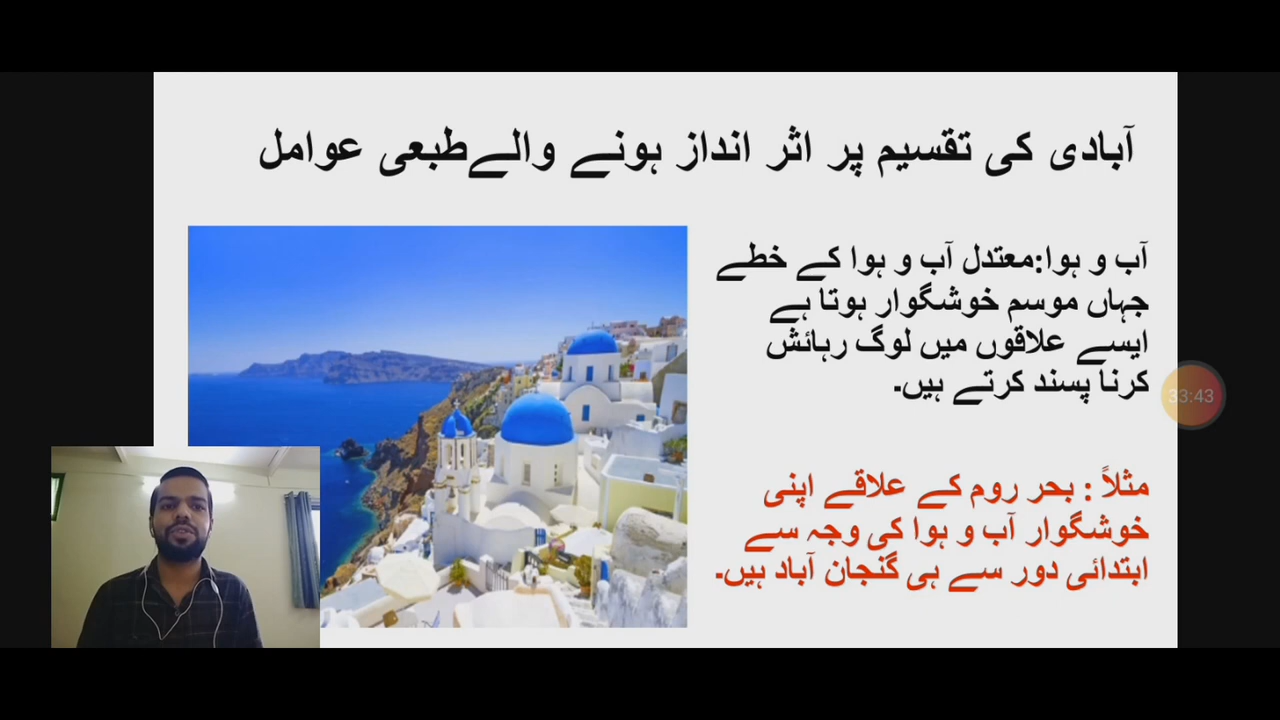 آبادی کی تقسیم پر اثر انداز ہونے والےطبعی عوامل
آب و ہوا:معتدل آب و ہوا کے خطے
جہاں موسم خوشگوار ہوتا ہے
ایسے علاقوں میں لوگ رہائش
کرنا پسند کرتے ہیں۔
33:43
مثلاً : بحر روم کے علاقے اپنی
خوشگوار آب و ہوا کی وجہ سے
ابتدائی دور سے ہی گنجان آباد ہیں۔